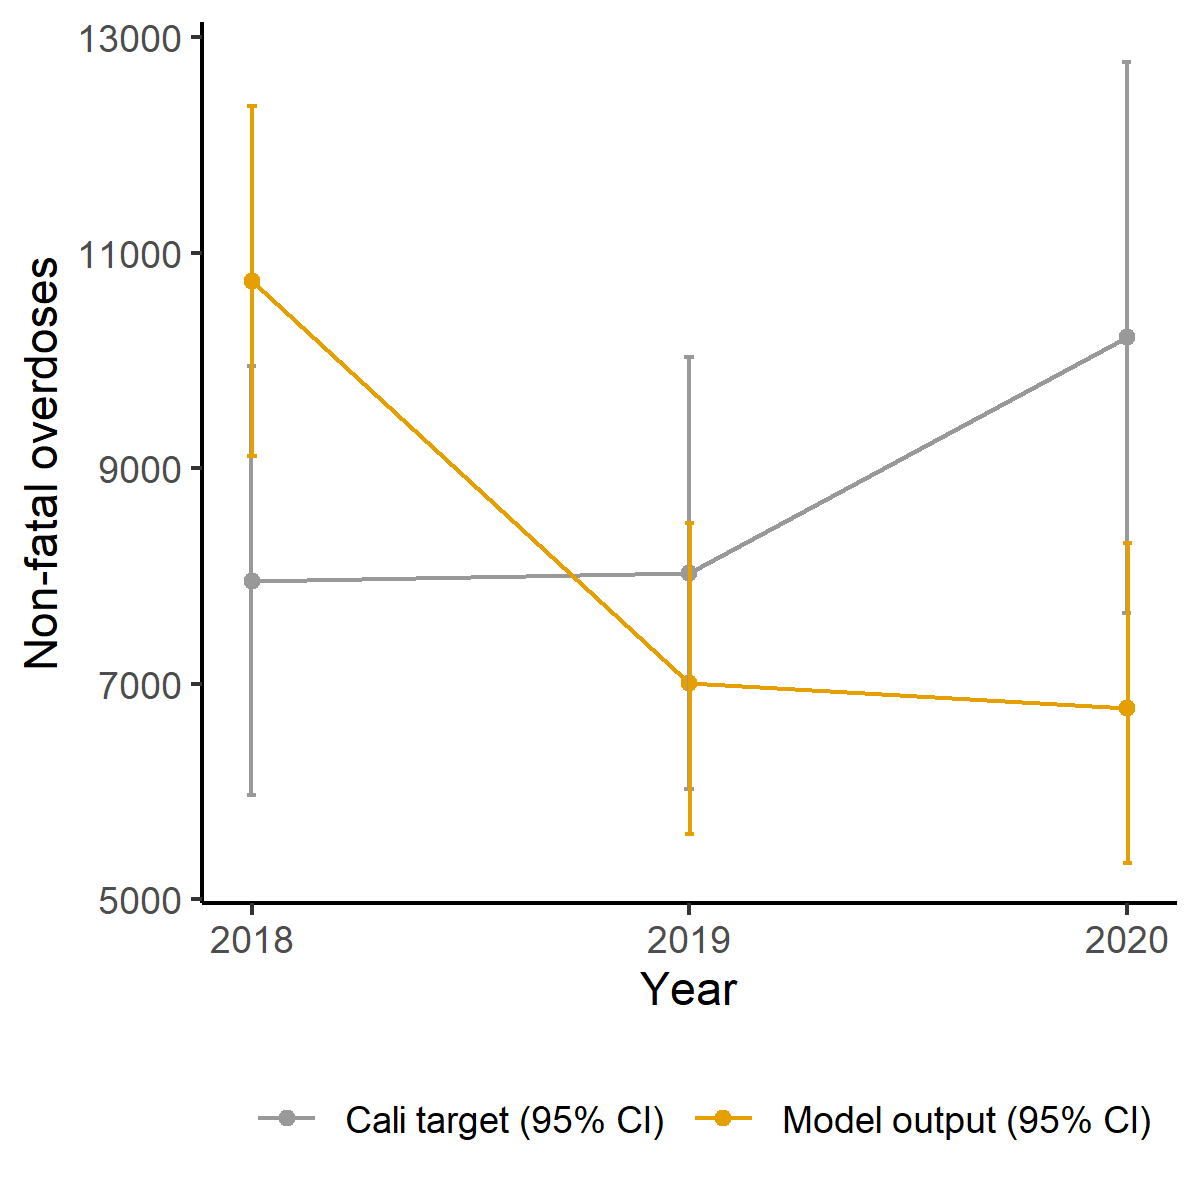 13000
11000
9000
7000
5000
Non-fatal overdoses
2018 2019 2020
Year
Cali target (95% CI) Model output (95% CI)